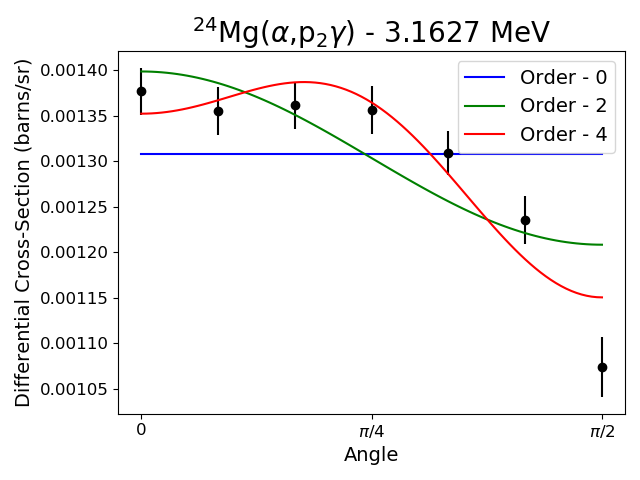 ²⁴Mg(α,p₂γ) - 3.1627 MeV
Order - 0
Order - 2
Order - 4
Differential Cross-Section (barns/sr)
0.00140
0.00135
0.00130
0.00125
0.00120
0.00115
0.00110
0.00105
0
π/4
π/2
Angle